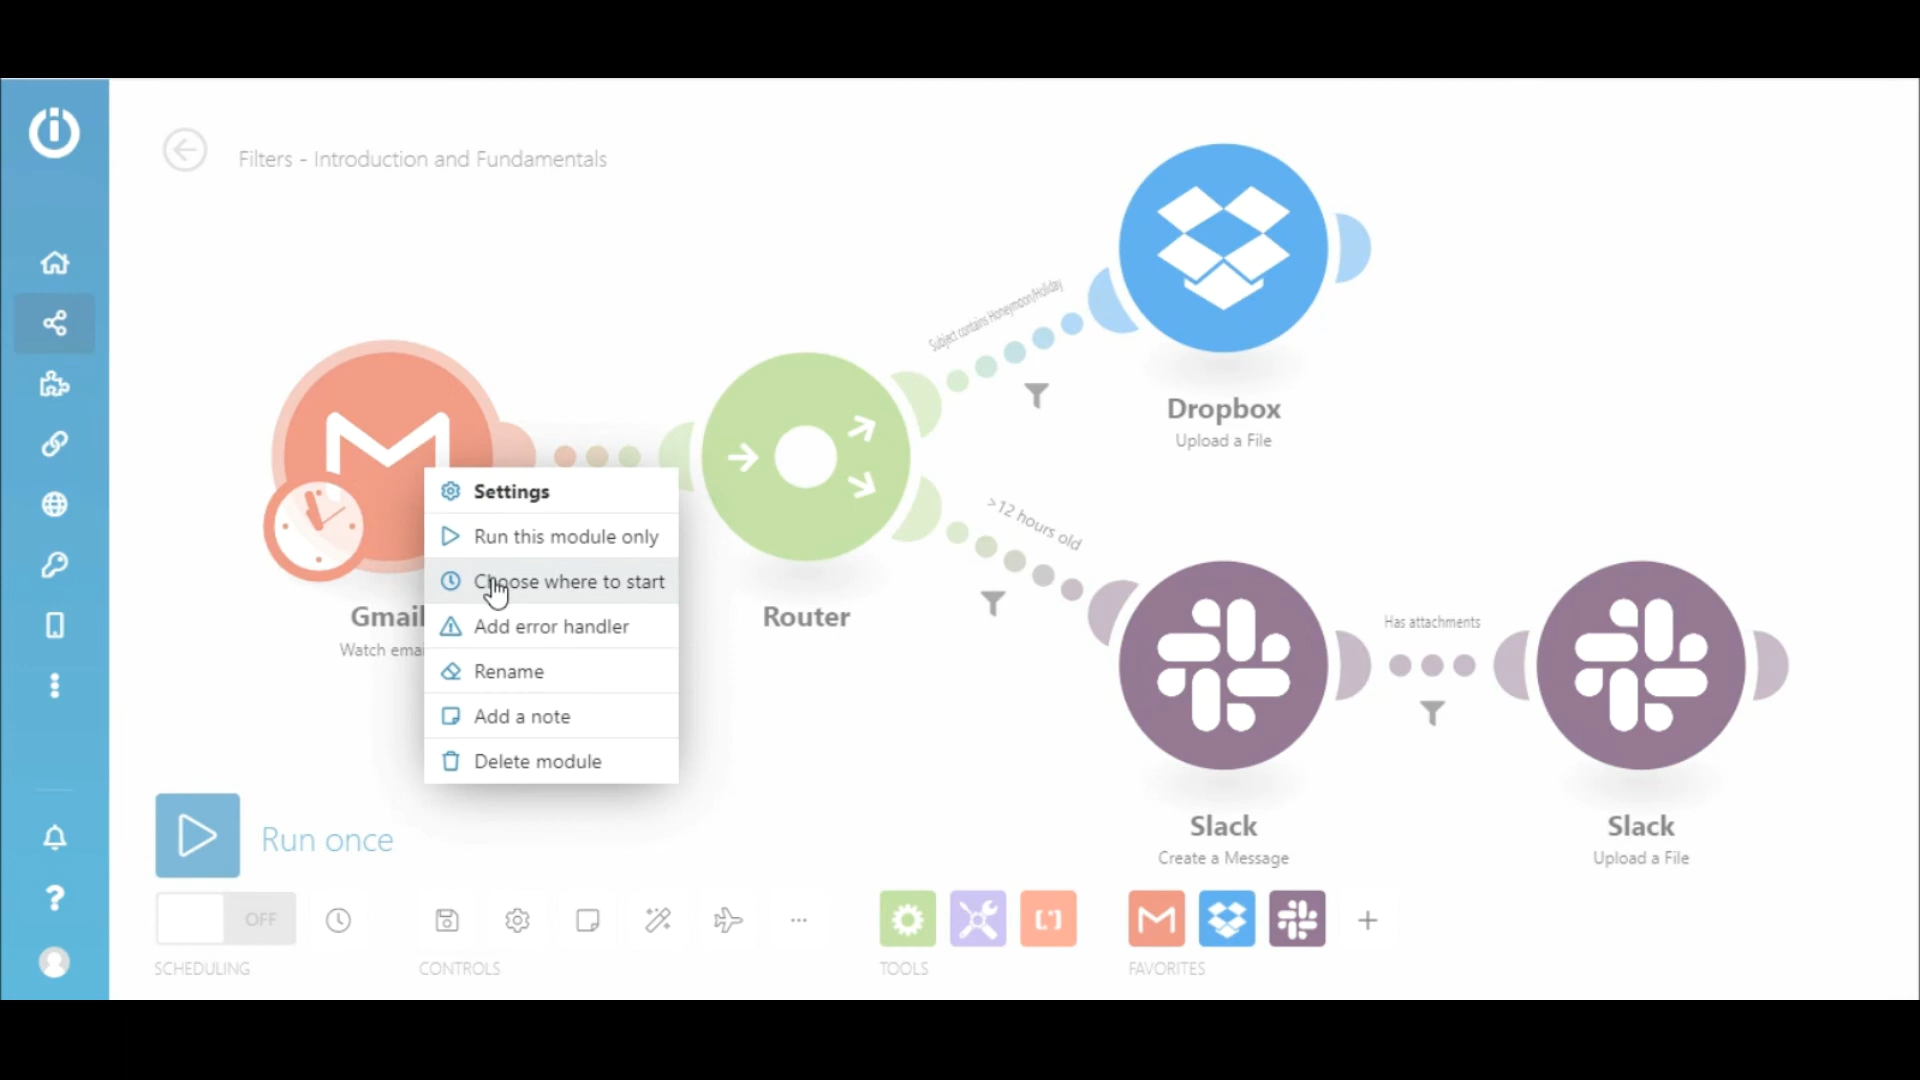 Filters - Introduction and Fundamentals
Subject contains Honeymoon/Holiday
Dropbox
Upload a File
Gmail
Watch emai
Settings
Run this module only
Choose where to start
Add error handler
Rename
Add a note
Delete module
Router
>12 hours old
Has attachments
Slack
Create a Message
Slack
Upload a File
Run once
OFF
SCHEDULING
CONTROLS
TOOLS
FAVORITES